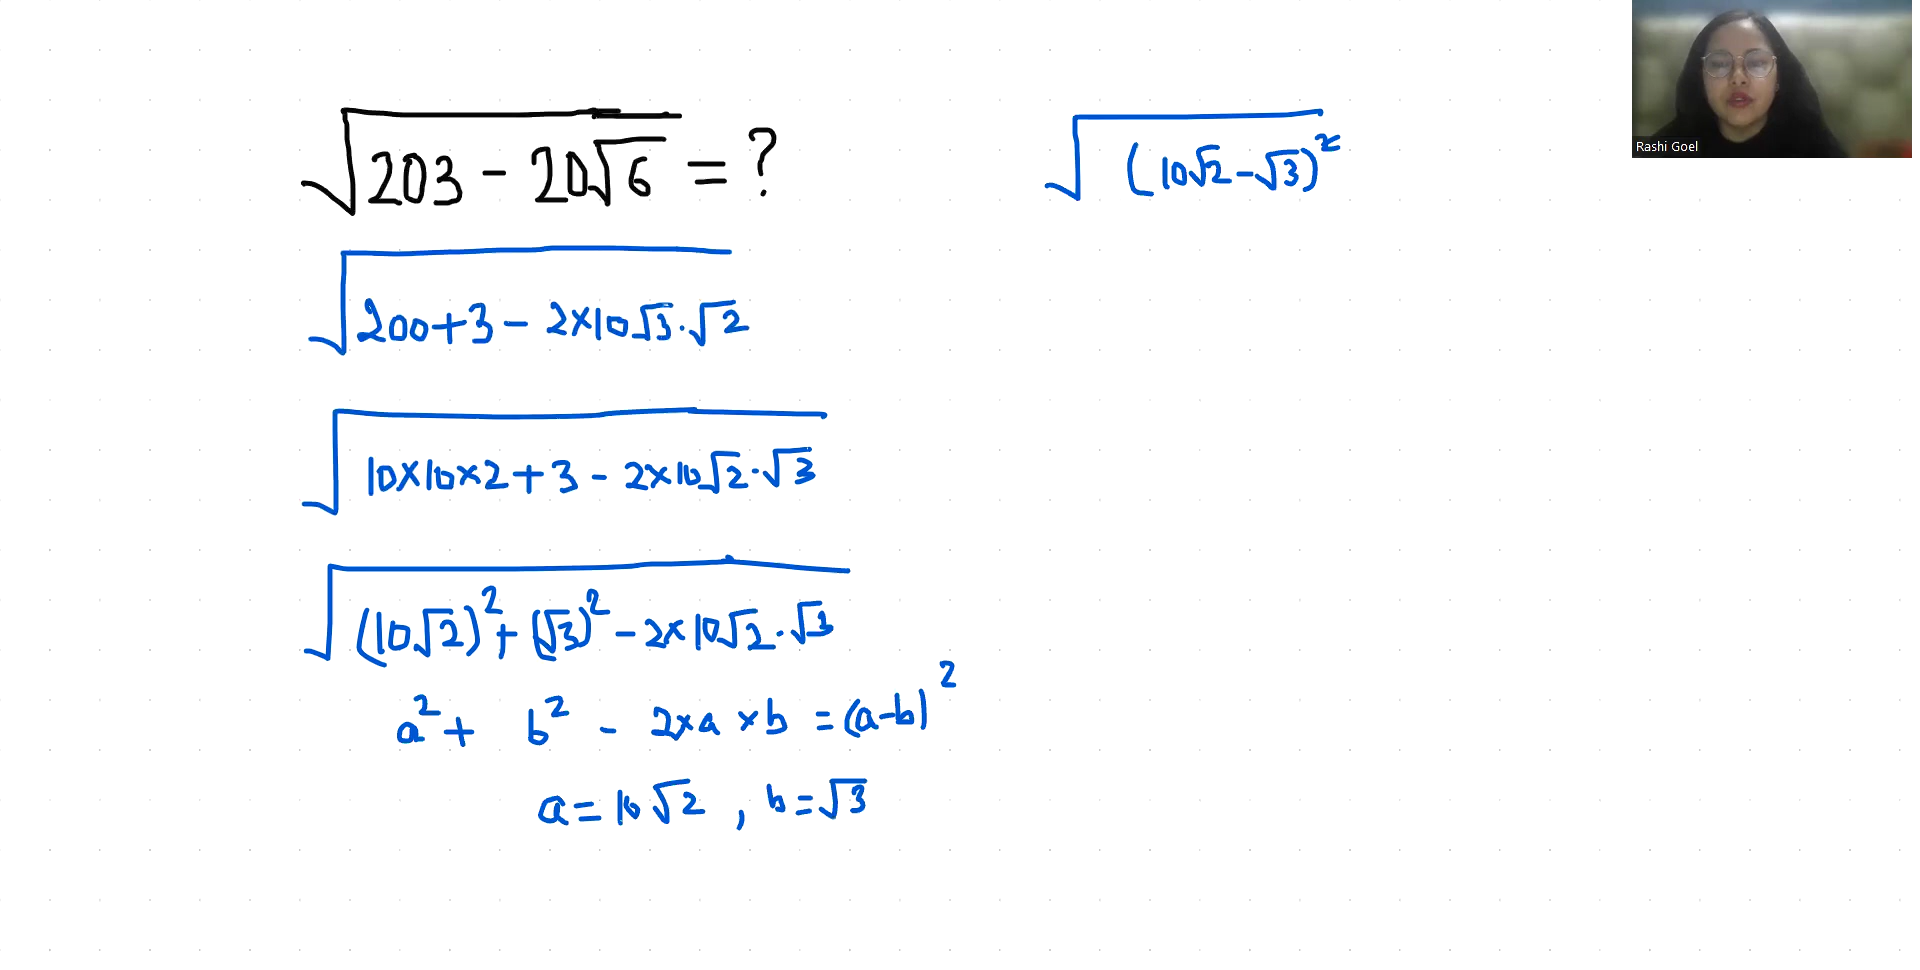 √(203 - 20√6) = ?
√(200+3 - 2×10√3·√2)
√(10×10×2+3 - 2×10√2·√3)
√((10√2)²+(√3)² - 2×10√2·√3)
a²+ b² - 2×a×b = (a-b)²
a=10√2, b=√3
√((10√2-√3)²)
Rashi Goel